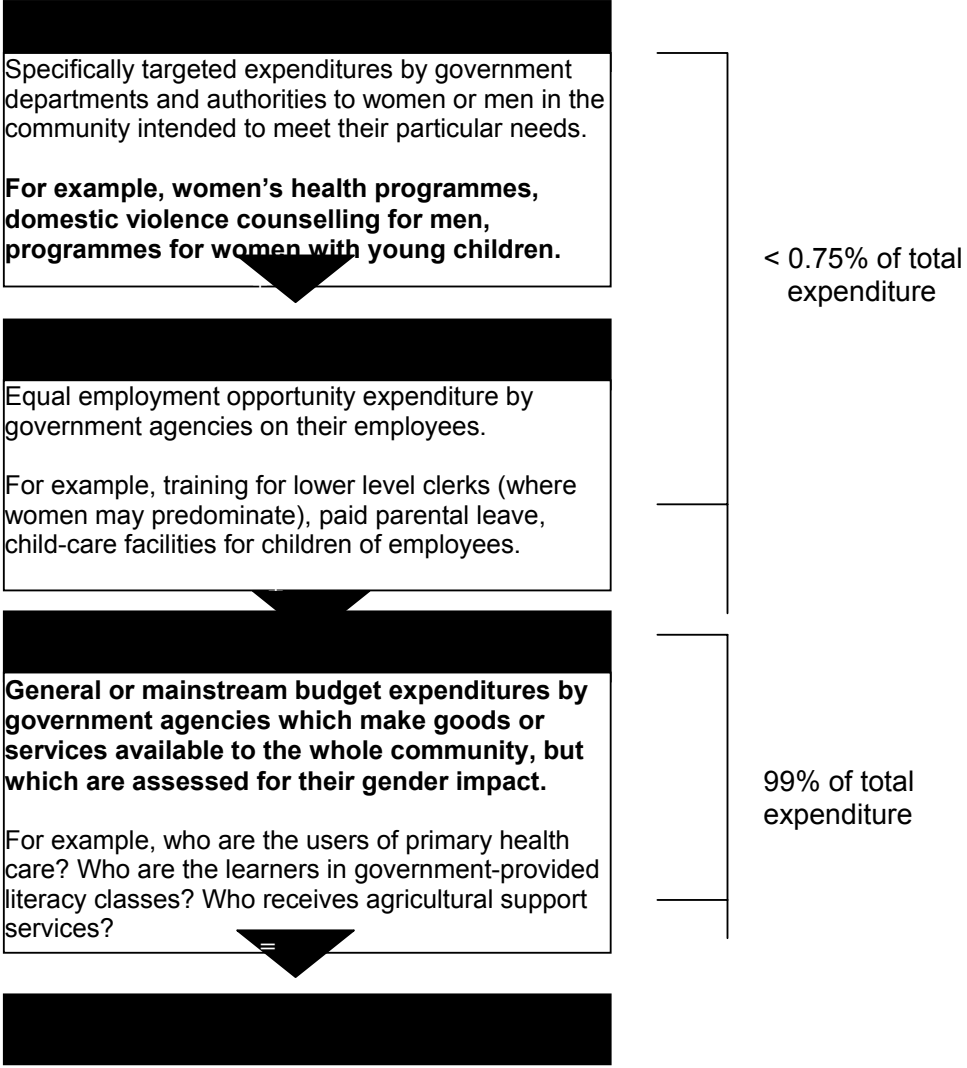 Specifically targeted expenditures by government
departments and authorities to women or men in the
community intended to meet their particular needs.
For example, women’s health programmes,
domestic violence counselling for men,
programmes for women with young children.
< 0.75% of total
expenditure
Equal employment opportunity expenditure by
government agencies on their employees.
For example, training for lower level clerks (where
women may predominate), paid parental leave,
child-care facilities for children of employees.
General or mainstream budget expenditures by
government agencies which make goods or
services available to the whole community, but
which are assessed for their gender impact.
99% of total
expenditure
For example, who are the users of primary health
care? Who are the learners in government-provided
literacy classes? Who receives agricultural support
services?
=